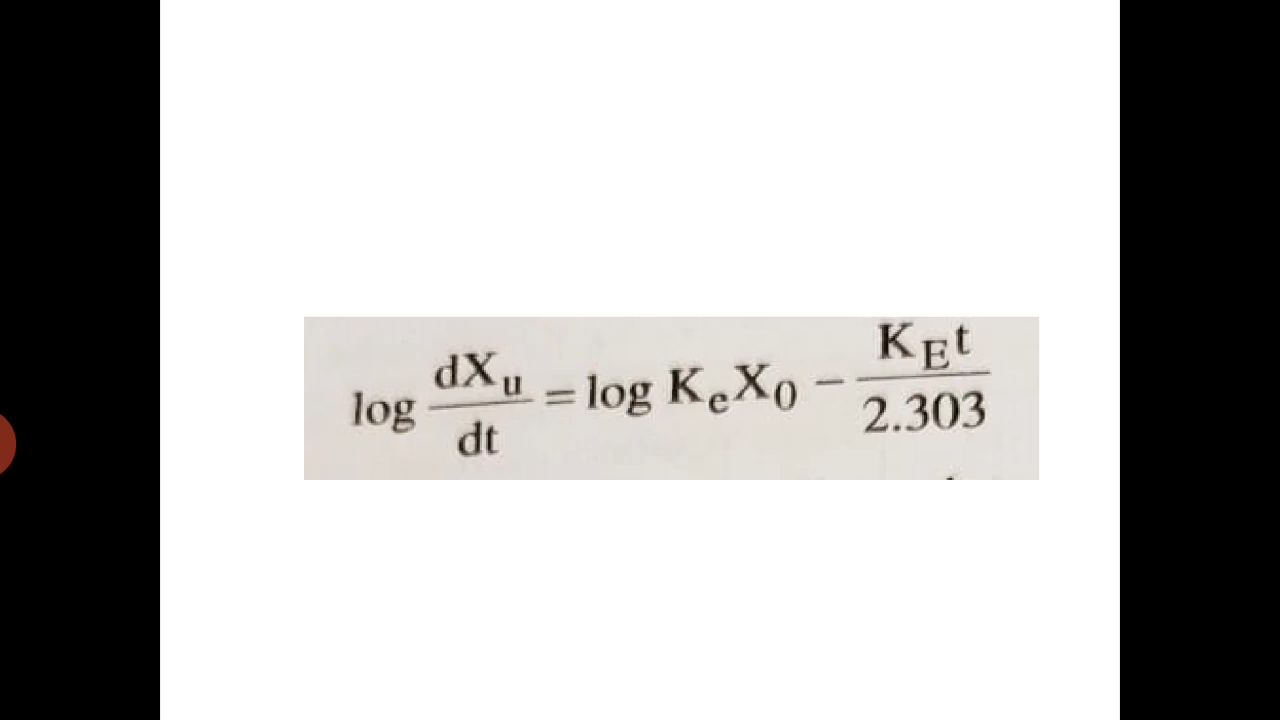 log dXu/dt = log KeX0 − KEt/2.303